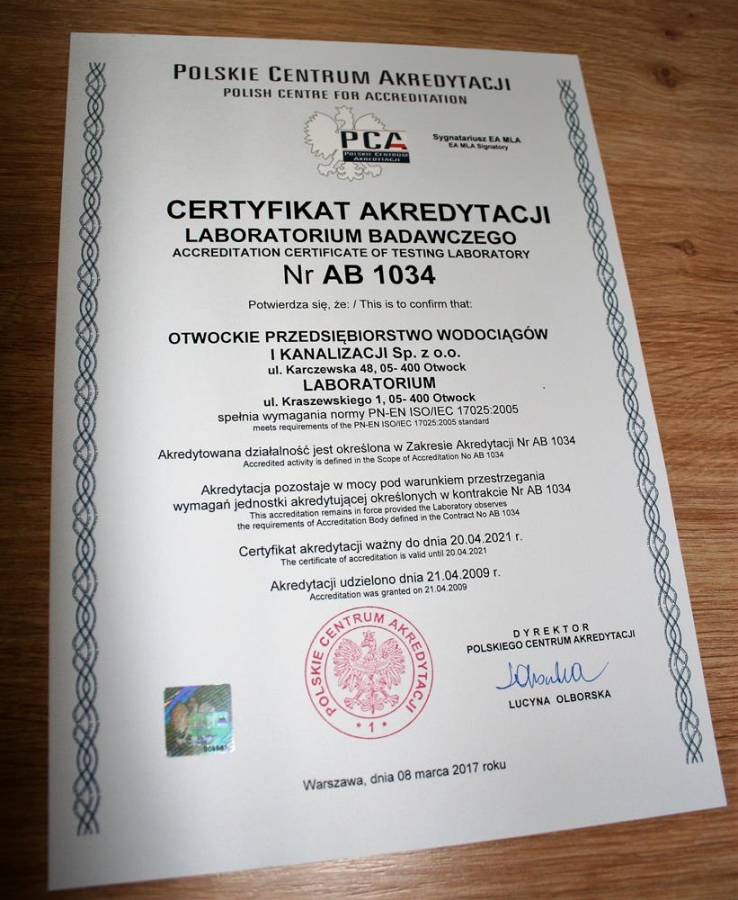 POLSKIE CENTRUM AKREDYTACJI
POLISH CENTRE FOR ACCREDITATION
PCA
POLSKIE CENTRUM
AKREDYTACJI
Sygnatariusz EA MLA
EA MLA Signatory
CERTYFIKAT AKREDYTACJI
LABORATORIUM BADAWCZEGO
ACCREDITATION CERTIFICATE OF TESTING LABORATORY
Nr AB 1034
Potwierdza się, że: / This is to confirm that:
OTWOCKIE PRZEDSIĘBIORSTWO WODOCIĄGÓW
I KANALIZACJI Sp. z o.o.
ul. Karczewska 48, 05- 400 Otwock
LABORATORIUM
ul. Kraszewskiego 1, 05- 400 Otwock
spełnia wymagania normy PN-EN ISO/IEC 17025:2005
meets requirements of the PN-EN ISO/IEC 17025:2005 standard
Akredytowana działalność jest określona w Zakresie Akredytacji Nr AB 1034
Accredited activity is defined in the Scope of Accreditation No AB 1034
Akredytacja pozostaje w mocy pod warunkiem przestrzegania
wymagań jednostki akredytującej określonych w kontrakcie Nr AB 1034
This accreditation remains in force provided the Laboratory observes
the requirements of Accreditation Body defined in the Contract No AB 1034
Certyfikat akredytacji ważny do dnia 20.04.2021 r.
The certificate of accreditation is valid until 20.04.2021
Akredytacji udzielono dnia 21.04.2009 r.
Accreditation was granted on 21.04.2009
POLSKIE CENTRUM AKREDYTACJI
* 1 *
DYREKTOR
POLSKIEGO CENTRUM AKREDYTACJI
LUCYNA OLBORSKA
Warszawa, dnia 08 marca 2017 roku